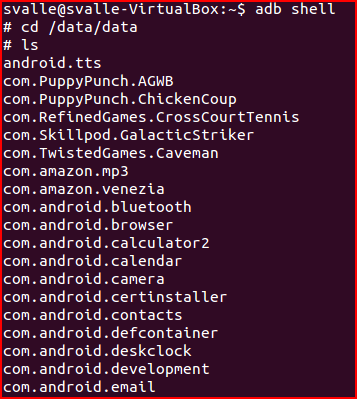 svalle@svalle-VirtualBox:~$ adb shell
# cd /data/data
# ls
android.tts
com.PuppyPunch.AGWB
com.PuppyPunch.ChickenCoup
com.RefinedGames.CrossCourtTennis
com.Skillpod.GalacticStriker
com.TwistedGames.Caveman
com.amazon.mp3
com.amazon.venezia
com.android.bluetooth
com.android.browser
com.android.calculator2
com.android.calendar
com.android.camera
com.android.certinstaller
com.android.contacts
com.android.defcontainer
com.android.deskclock
com.android.development
com.android.email